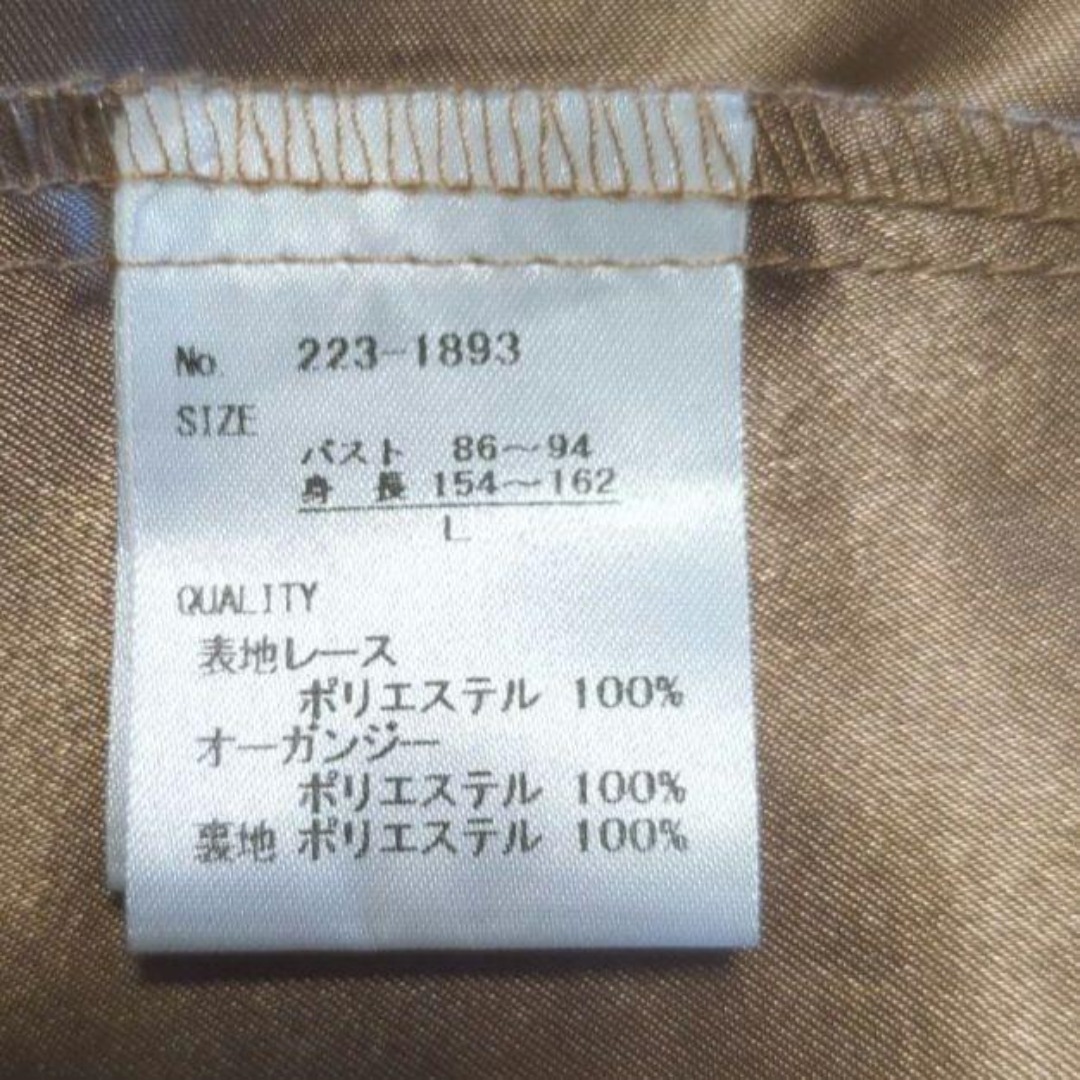 No. 223-1893
SIZE
バスト 86〜94
身長 154〜162
L
QUALITY
表地レース
ポリエステル 100%
オーガンジー
ポリエステル 100%
裏地 ポリエステル 100%